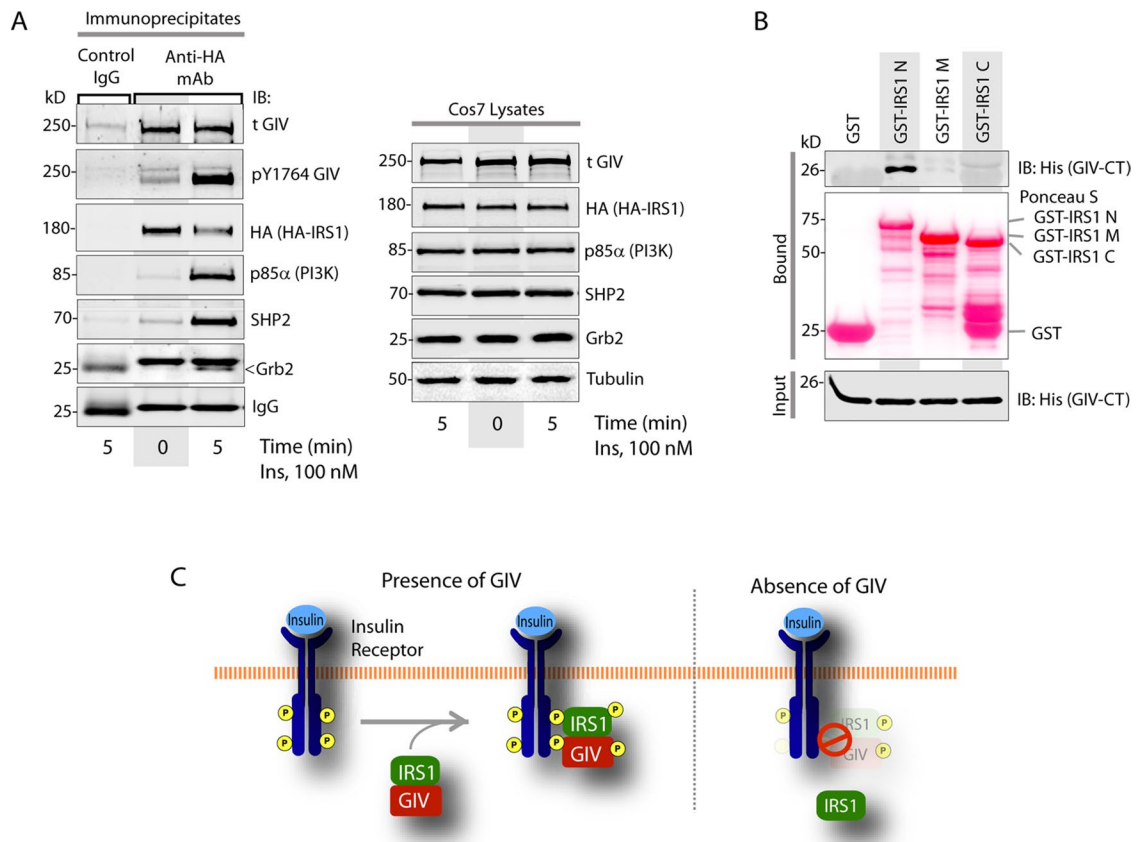 A
Immunoprecipitates
Control IgG
Anti-HA mAb
kD
IB:
250-
t GIV
250-
pY1764 GIV
180-
HA (HA-IRS1)
85-
p85α (PI3K)
70-
SHP2
25-
<Grb2
25-
IgG
5 0 5 Time (min)
Ins, 100 nM
Cos7 Lysates
250-
t GIV
180-
HA (HA-IRS1)
85-
p85α (PI3K)
70-
SHP2
25-
Grb2
50-
Tubulin
5 0 5 Time (min)
Ins, 100 nM
B
GST
GST-IRS1 N
GST-IRS1 M
GST-IRS1 C
kD
Bound
26-
IB: His (GIV-CT)
Ponceau S
75-
GST-IRS1 N
GST-IRS1 M
50-
GST-IRS1 C
25-
GST
Input
26-
IB: His (GIV-CT)
C
Presence of GIV
Absence of GIV
Insulin
Insulin Receptor
P
P
P
P
IRS1
GIV
Insulin
P
P
P
P
IRS1
GIV
P
P
Insulin
P
P
IRS1
GIV
P
P
IRS1